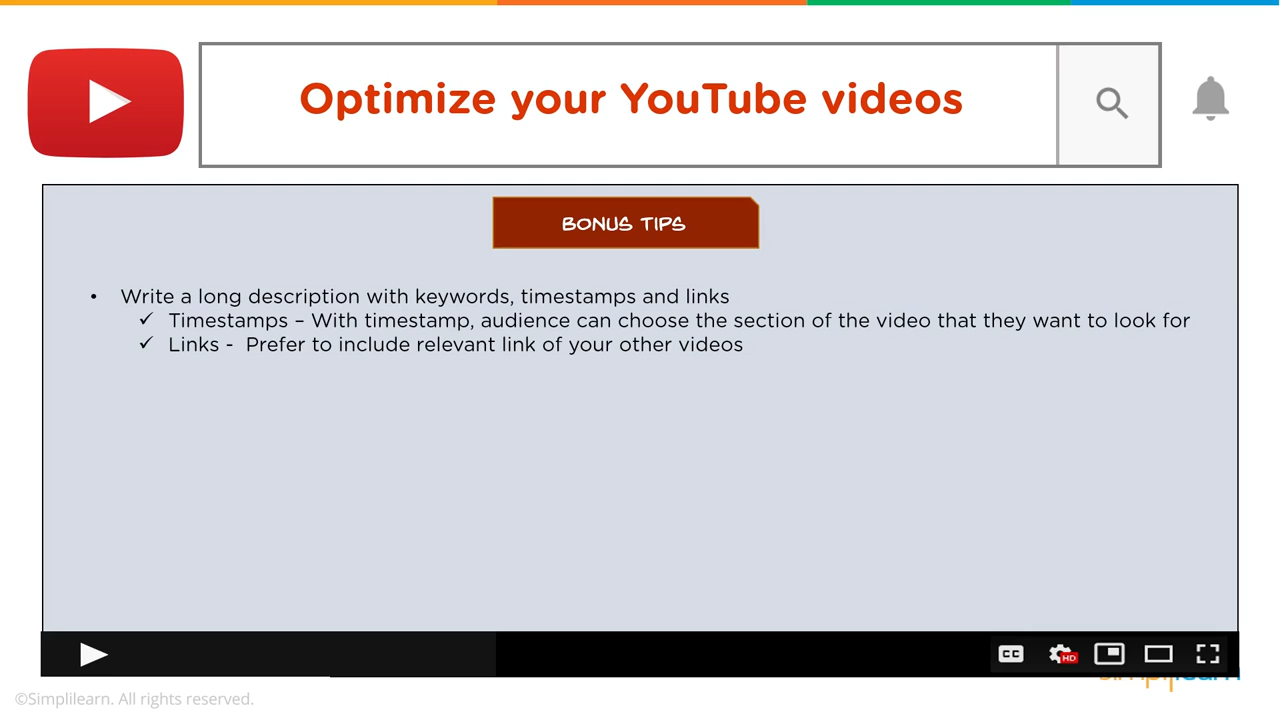 Optimize your YouTube videos
BONUS TIPS
• Write a long description with keywords, timestamps and links
✓ Timestamps – With timestamp, audience can choose the section of the video that they want to look for
✓ Links - Prefer to include relevant link of your other videos
CC HD
©Simplilearn. All rights reserved.